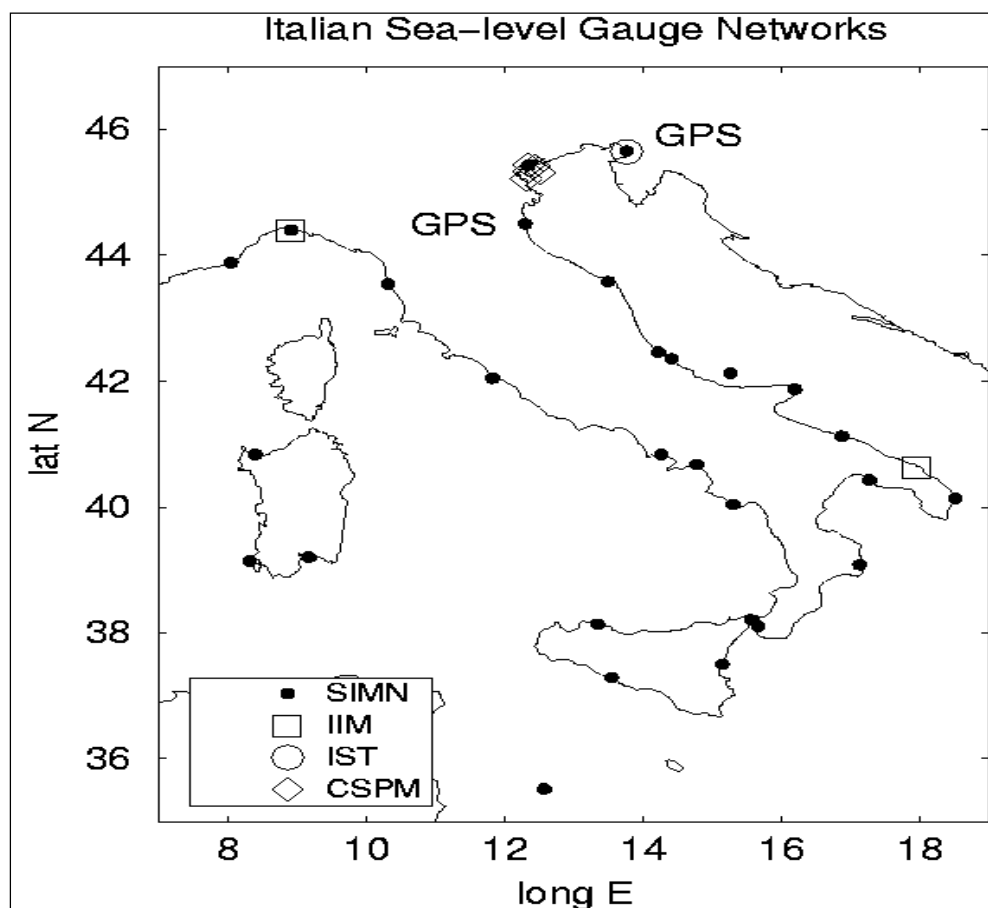 Italian Sea-level Gauge Networks
46
44
42
40
38
36
lat N
GPS
GPS
SIMN
IIM
IST
CSPM
8
10
12
14
16
18
long E